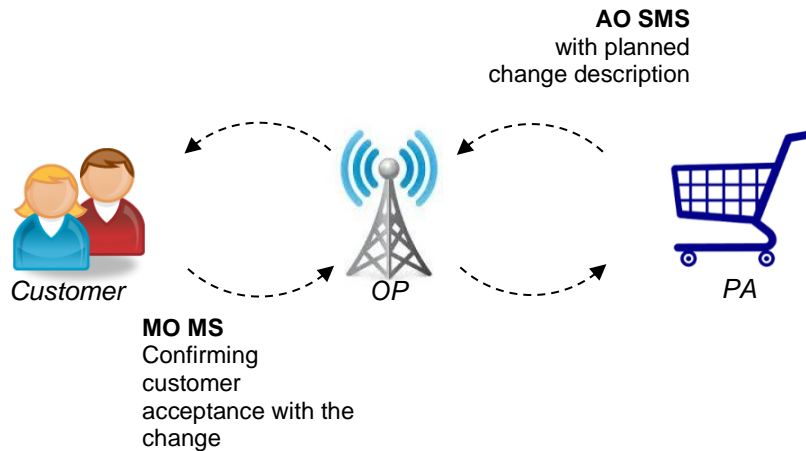 AO SMS
with planned
change description
Customer
OP
PA
MO MS
Confirming
customer
acceptance with the
change